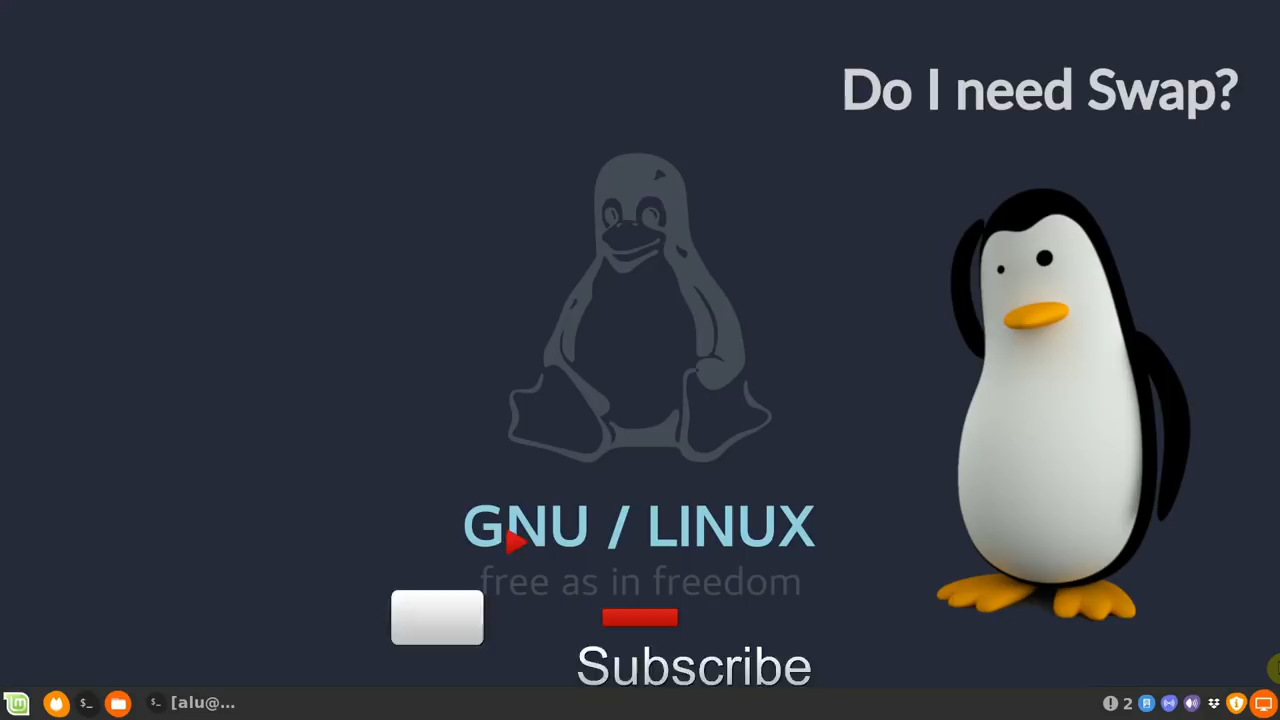 Do I need Swap?
GNU / LINUX
free as in freedom
Subscribe
[alu@...
2